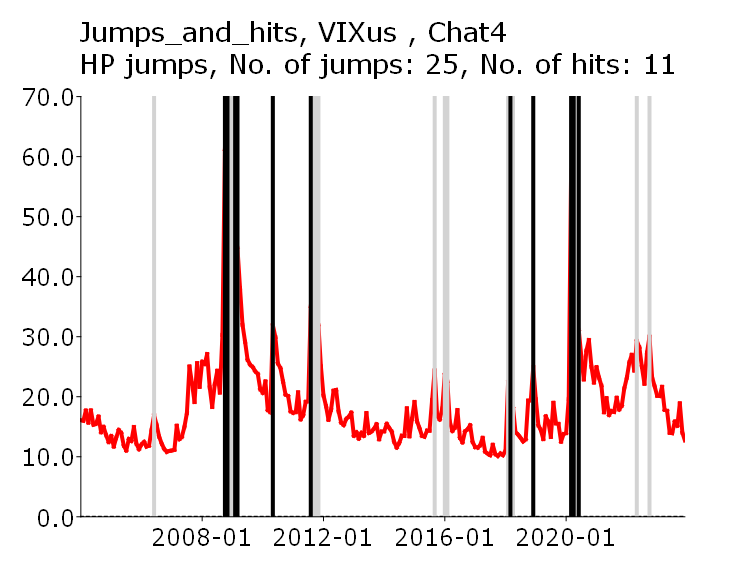 Jumps_and_hits, VIXus , Chat4
HP jumps, No. of jumps: 25, No. of hits: 11
70.0
60.0
50.0
40.0
30.0
20.0
10.0
0.0
2008-01 2012-01 2016-01 2020-01